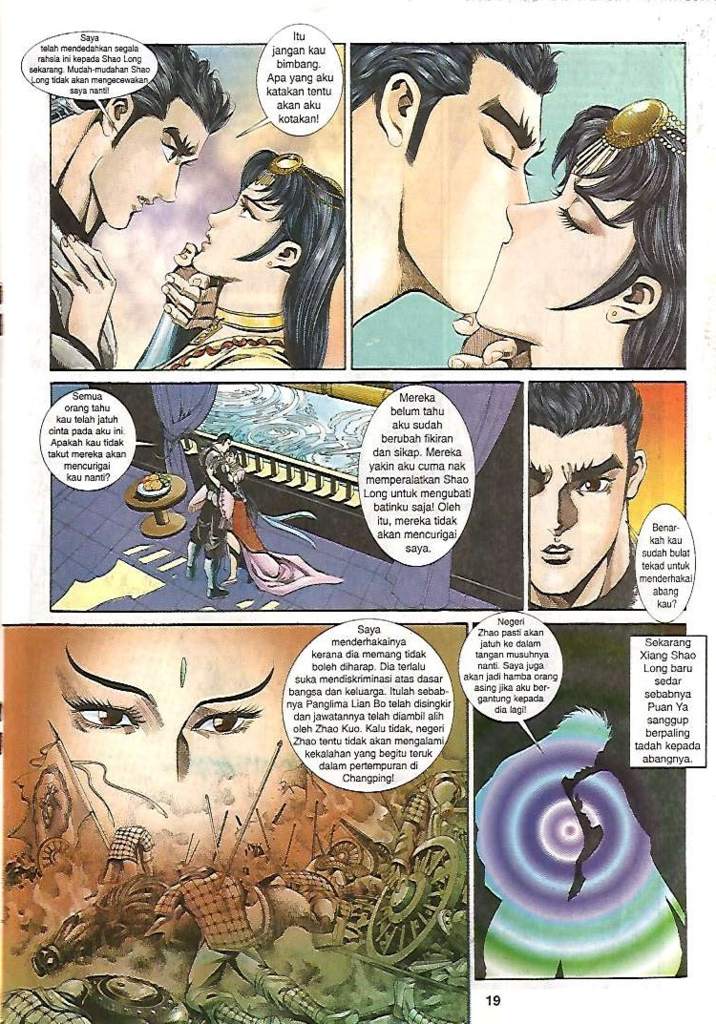 Saya
telah mendedahkan segala
rahsia ini kepada Shao Long
sekarang. Mudah-mudahan Shao
Long tidak akan mengecewakan
saya nanti!
Itu
jangan kau
bimbang.
Apa yang aku
katakan tentu
akan aku
kotakan!
Semua
orang tahu
kau telah jatuh
cinta pada aku ini.
Apakah kau tidak
takut mereka
mencurigai
kau nanti?
Mereka
belum tahu
aku sudah
berubah fikiran
dan sikap. Mereka
yakin aku cuma nak
memperalatkan Shao
Long untuk mengubati
batinku saja! Oleh
itu, mereka tidak
akan mencurigai
saya.
Benar-
kah kau
sudah bulat
tekad untuk
menderhakai
abang
kau?
Saya
menderhakainya
kerana dia memang tidak
boleh diharap. Dia terlalu
suka mendiskriminasi atas dasar
bangsa dan keluarga. Itulah sebab-
nya Panglima Lian Bo disingkir
dan jawatannya telah diambil alih
oleh Zhao Kuo. Kalu tidak, negeri
Zhao tentu tidak akan mengalami
kekalahan yang begitu teruk
dalam pertempuran di
Changping!
Negeri
Zhao pasti akan
jatuh ke dalam
tangan musuhnya
nanti. Saya juga
akan jadi hamba orang
asing jika aku ber-
gantung kepada
dia lagi!
Sekarang
Xiang Shao
Long baru
sedar
sebabnya
Puan Ya
sanggup
berpaling
tadah kepada
abangnya.
19